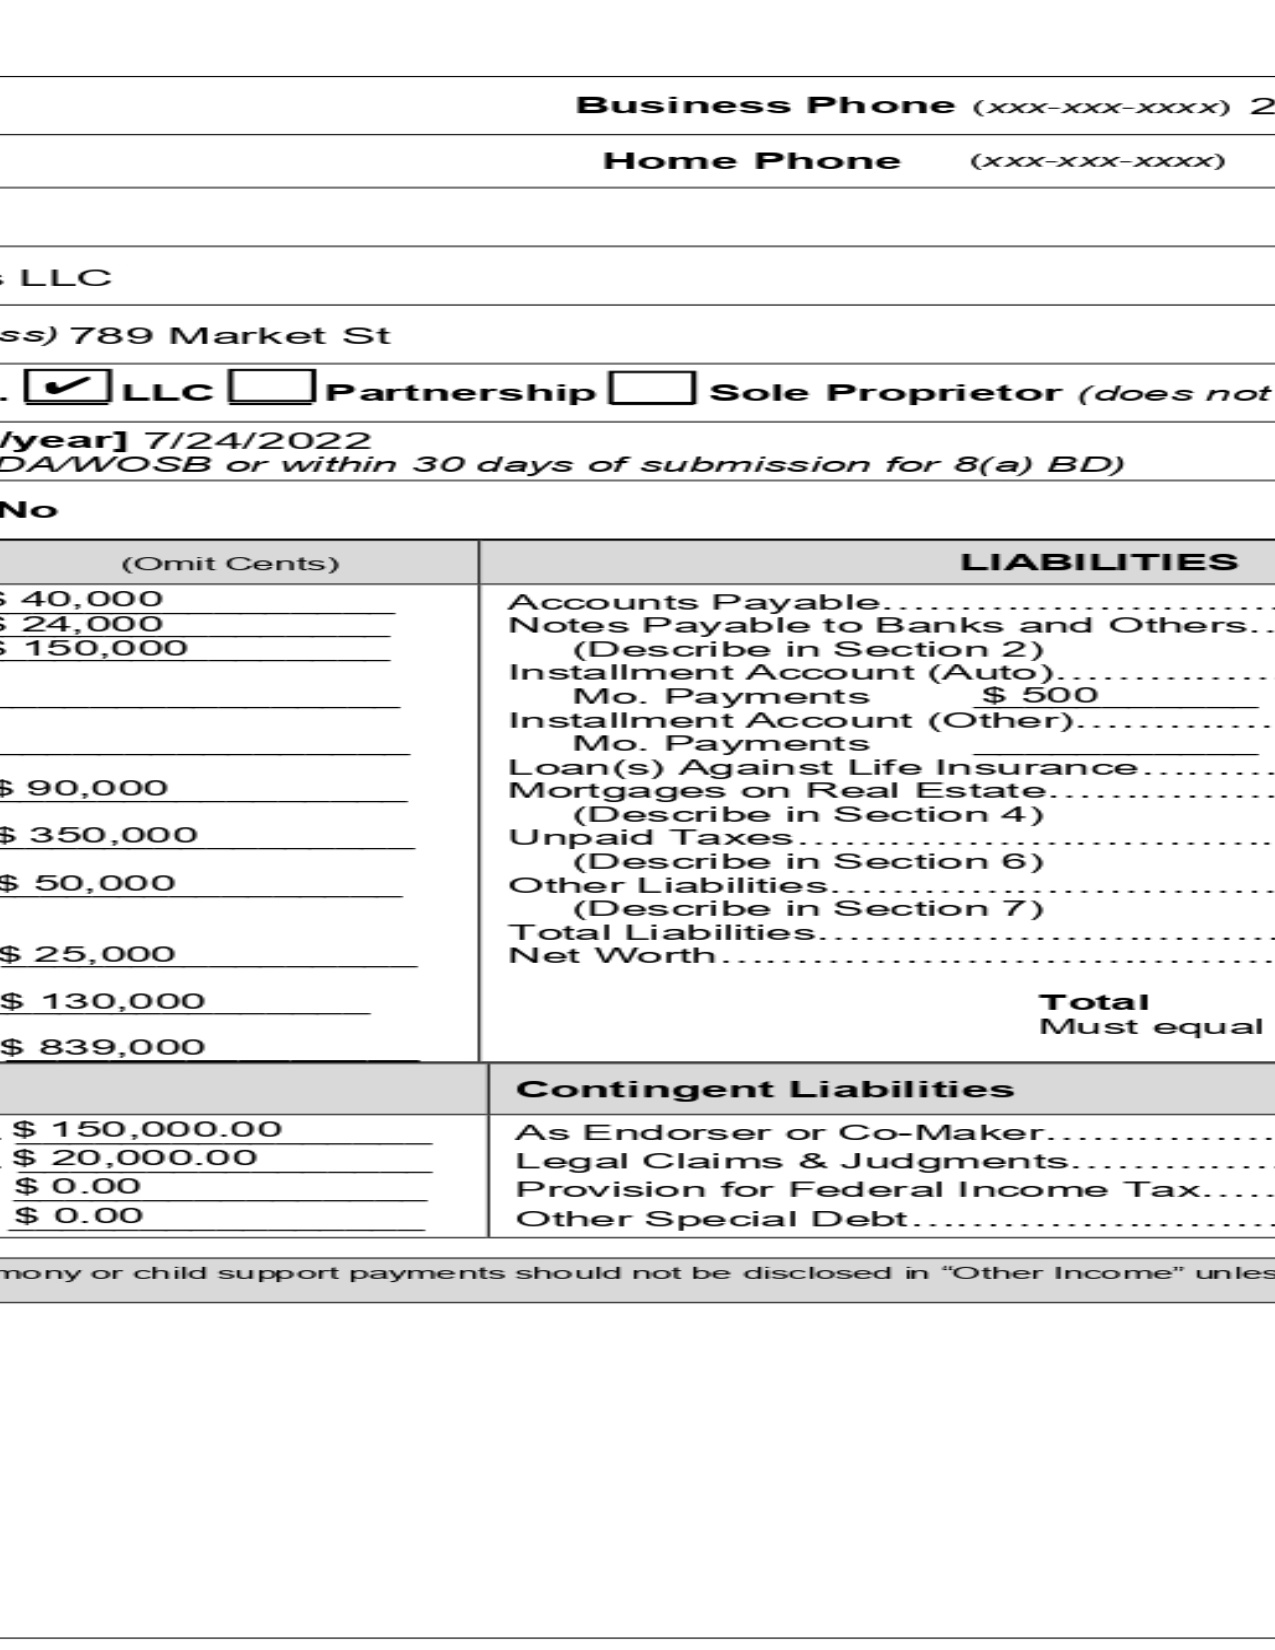 Business Phone (xxx-xxx-xxxx) 2
Home Phone (xxx-xxx-xxxx)
s LLC
ss) 789 Market St
. ✔ LLC Partnership Sole Proprietor (does not
/year] 7/24/2022
DA/WOSB or within 30 days of submission for 8(a) BD)
No
(Omit Cents)
$ 40,000
$ 24,000
$ 150,000
$ 90,000
$ 350,000
$ 50,000
$ 25,000
$ 130,000
$ 839,000
LIABILITIES
Accounts Payable
Notes Payable to Banks and Others
(Describe in Section 2)
Installment Account (Auto)
Mo. Payments $ 500
Installment Account (Other)
Mo. Payments
Loan(s) Against Life Insurance
Mortgages on Real Estate
(Describe in Section 4)
Unpaid Taxes
(Describe in Section 6)
Other Liabilities
(Describe in Section 7)
Total Liabilities
Net Worth
Total
Must equal
$ 150,000.00
$ 20,000.00
$ 0.00
$ 0.00
Contingent Liabilities
As Endorser or Co-Maker
Legal Claims & Judgments
Provision for Federal Income Tax
Other Special Debt
mony or child support payments should not be disclosed in “Other Income” unles